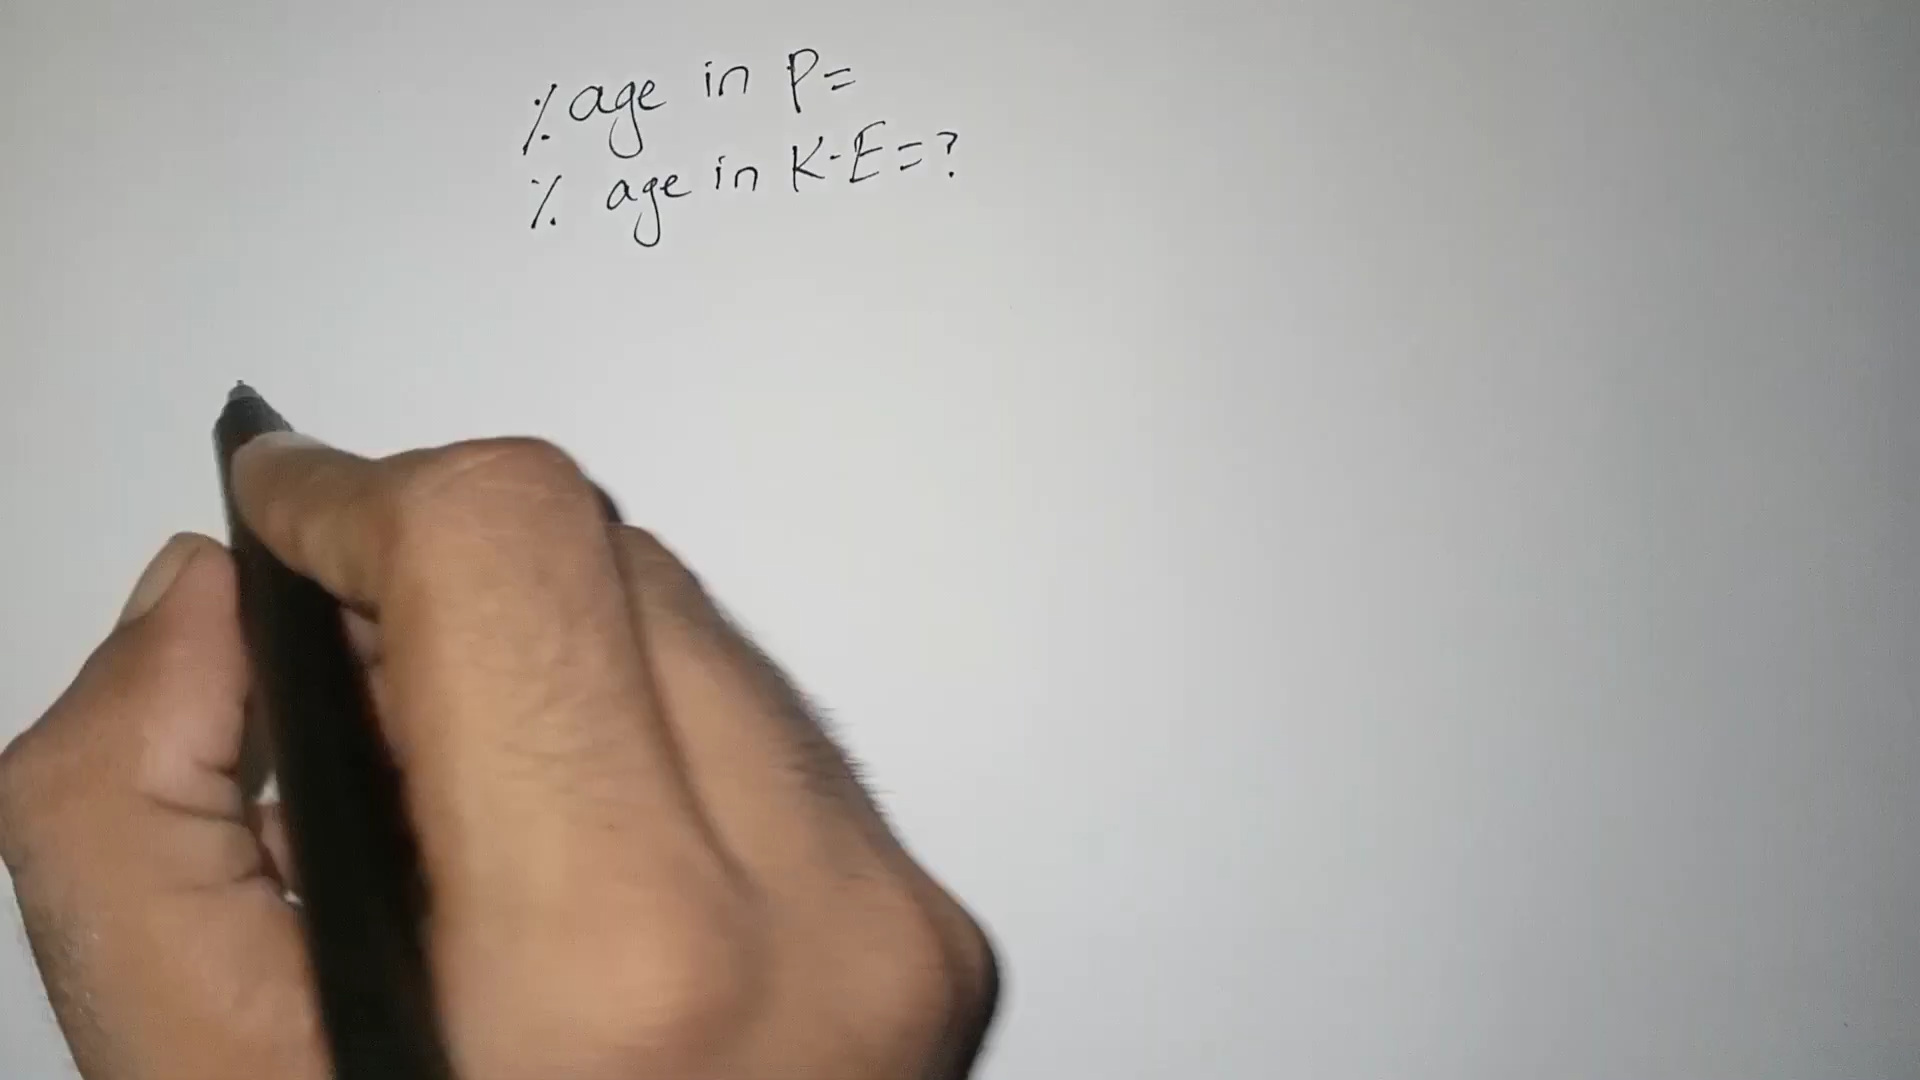 % age in P=
% age in K.E=?